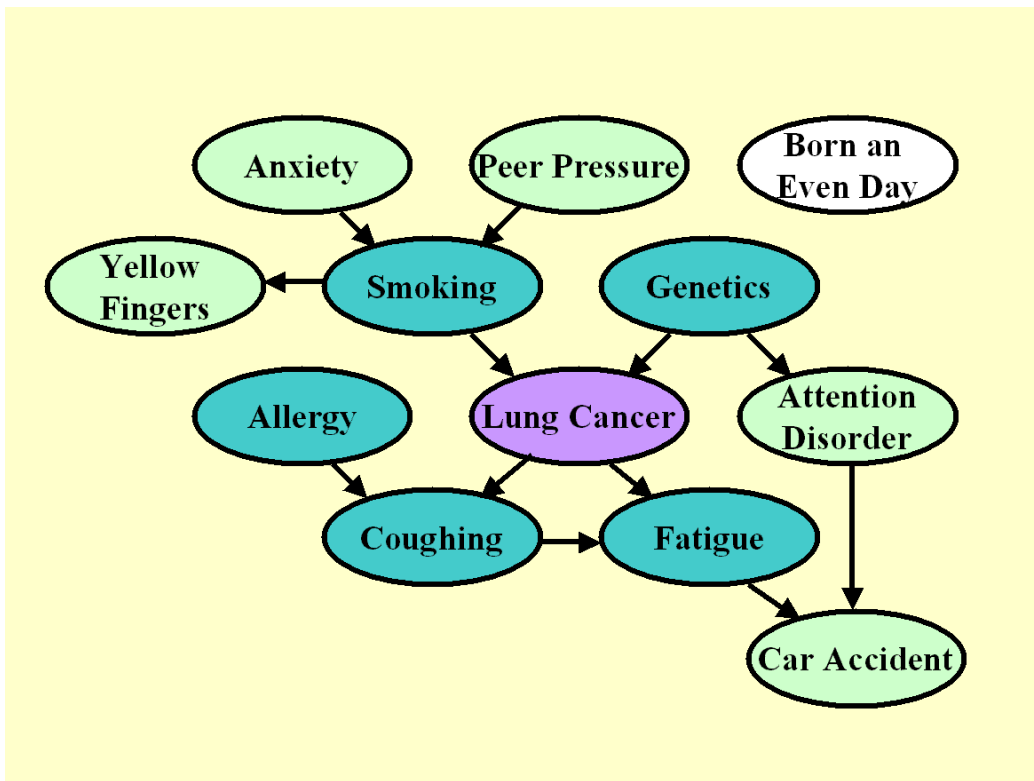 Anxiety
Peer Pressure
Born an
Even Day
Yellow
Fingers
Smoking
Genetics
Allergy
Lung Cancer
Attention
Disorder
Coughing
Fatigue
Car Accident